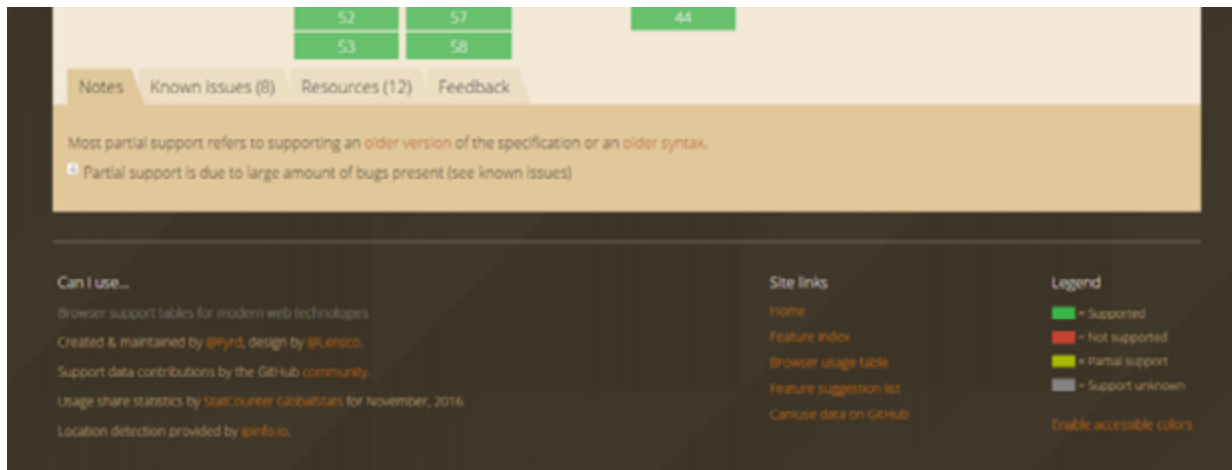 52 57 44
53 58
Notes Known issues (8) Resources (12) Feedback
Most partial support refers to supporting an older version of the specification or an older syntax.
4 Partial support is due to large amount of bugs present (see known issues)
Can I use...
Browser support tables for modern web technologies
Created & maintained by @Fyrd, design by @Lensco.
Support data contributions by the GitHub community.
Usage share statistics by StatCounter GlobalStats for November, 2016
Location detection provided by ipinfo.io.
Site links
Home
Feature index
Browser usage table
Feature suggestion list
Caniuse data on GitHub
Legend
= Supported
= Not supported
= Partial support
= Support unknown
Enable accessible colors